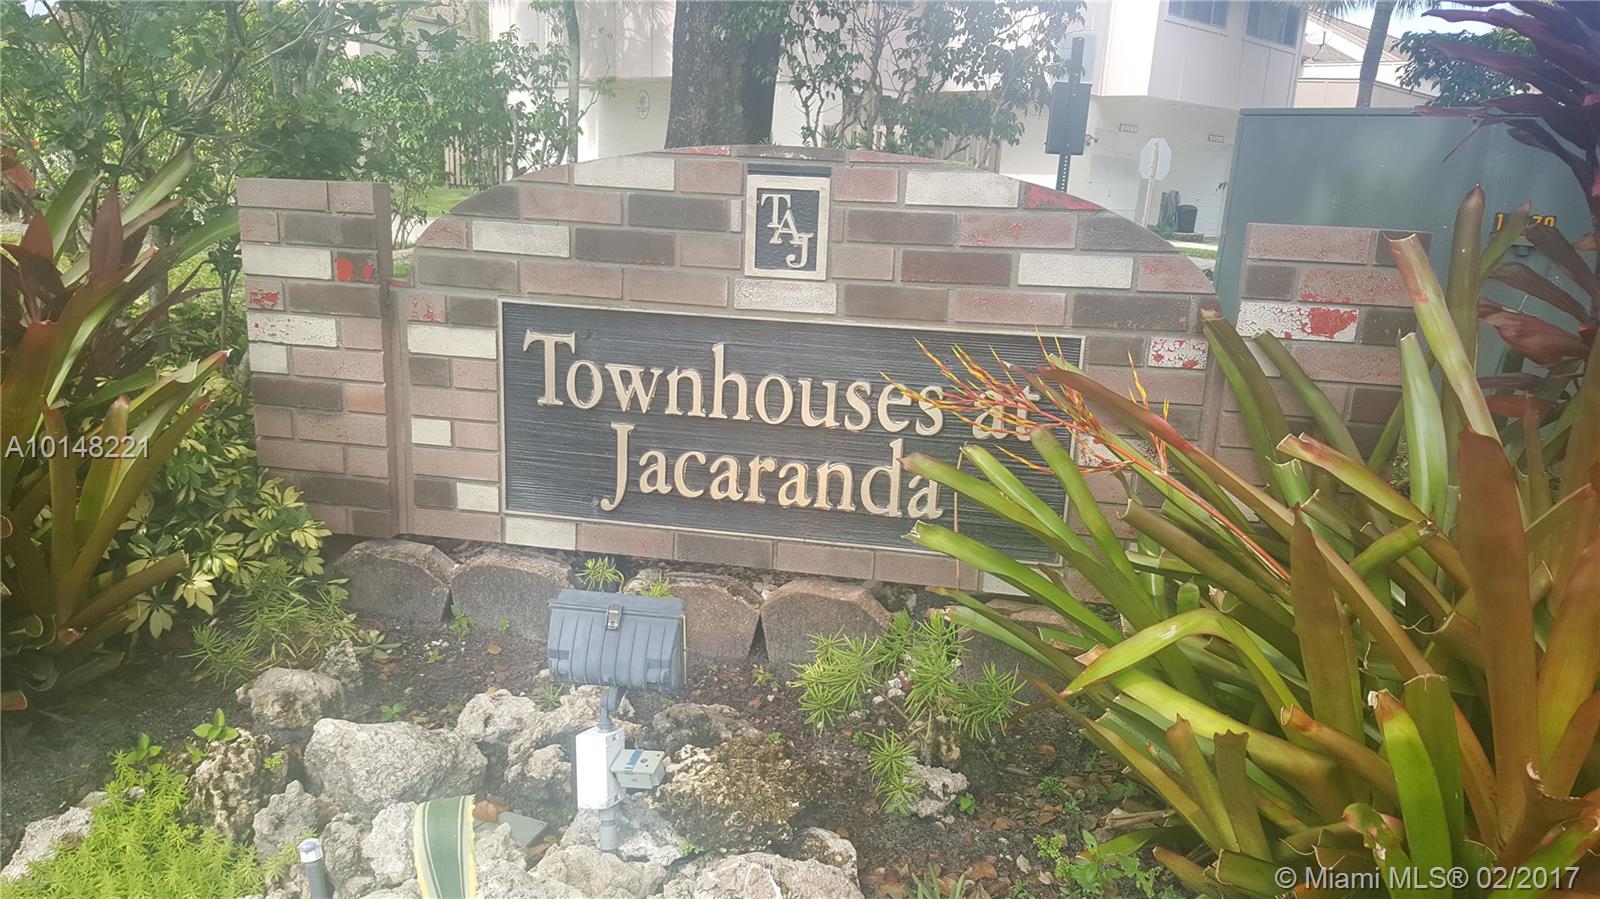 TAJ
Townhouses at
Jacaranda
A10148221
© Miami MLS® 02/2017